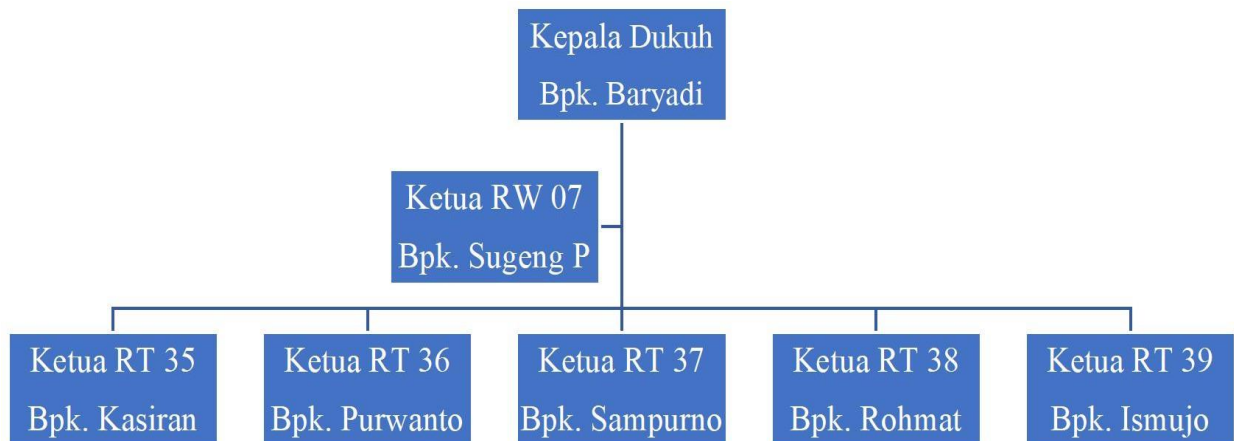 Kepala Dukuh
Bpk. Baryadi
Ketua RW 07
Bpk. Sugeng P
Ketua RT 35
Bpk. Kasiran
Ketua RT 36
Bpk. Purwanto
Ketua RT 37
Bpk. Sampurno
Ketua RT 38
Bpk. Rohmat
Ketua RT 39
Bpk. Ismujo